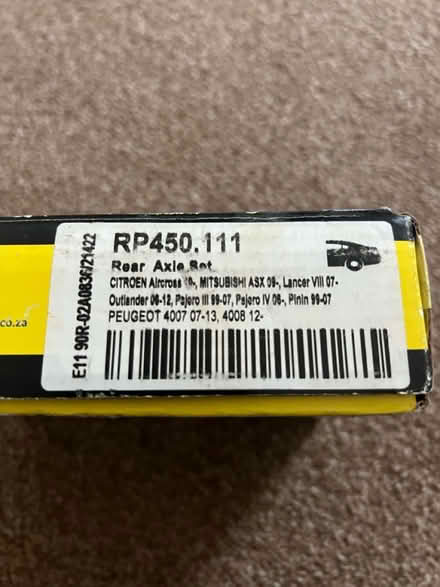 RP450.111
Rear Axle Set
CITROEN Aircross 10-, MITSUBISHI ASX 09-, Lancer VIII 07-
Outlander 06-12, Pajero III 99-07, Pajero IV 06-, Pinin 99-07
PEUGEOT 4007 07-13, 4008 12-
E11 90R-02A0836/21422
co.za